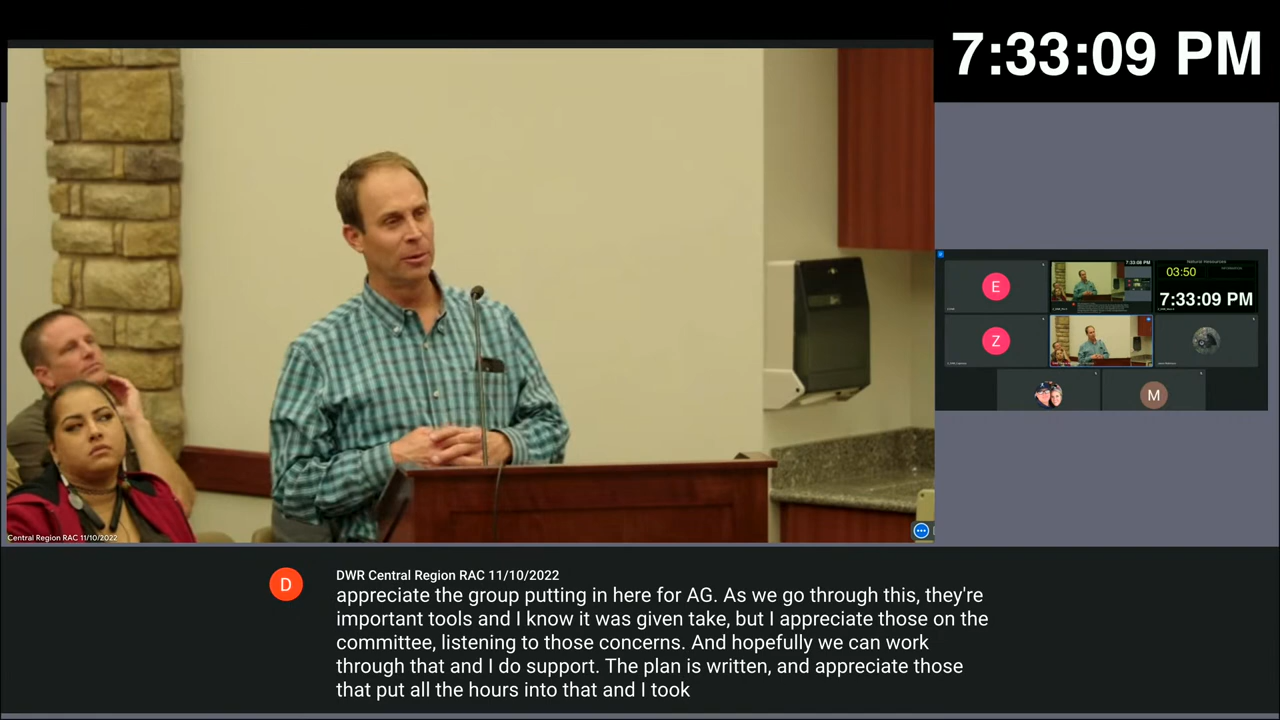 7:33:09 PM
7:33:08 PM
03:50
7:33:09 PM
E
Z
M
Central Region RAC 11/10/2022
D
DWR Central Region RAC 11/10/2022
appreciate the group putting in here for AG. As we go through this, they're
important tools and I know it was given take, but I appreciate those on the
committee, listening to those concerns. And hopefully we can work
through that and I do support. The plan is written, and appreciate those
that put all the hours into that and I took